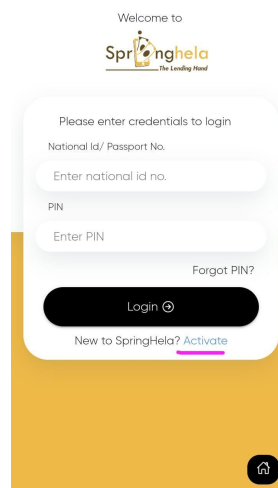 Welcome to
Springhela
The Lending Hand
Please enter credentials to login
National Id/ Passport No.
Enter national id no.
PIN
Enter PIN
Forgot PIN?
Login
New to SpringHela? Activate